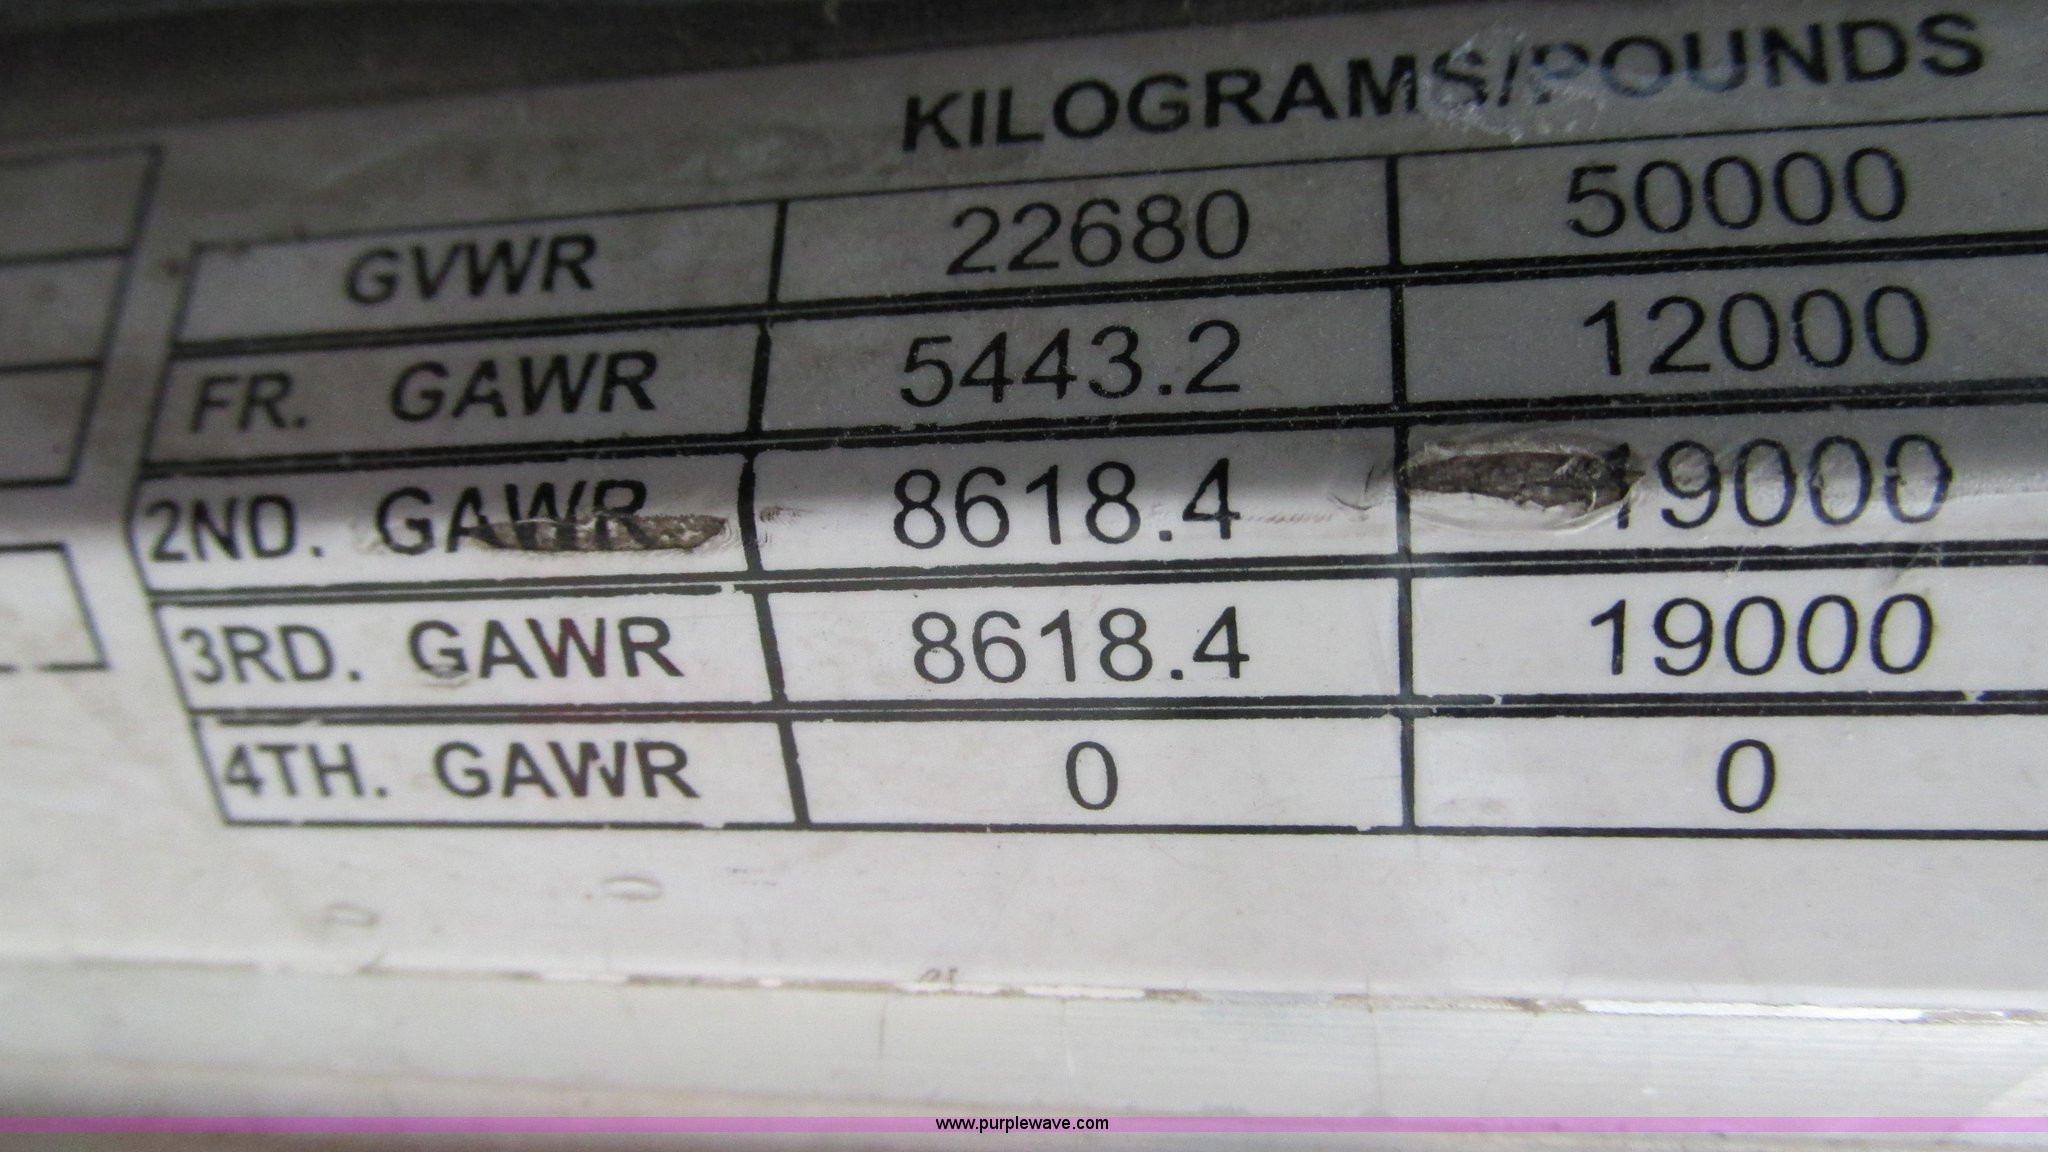 KILOGRAMS/POUNDS
GVWR 22680 50000
FR. GAWR 5443.2 12000
2ND. GAWR 8618.4 19000
3RD. GAWR 8618.4 19000
4TH. GAWR 0 0
www.purplewave.com